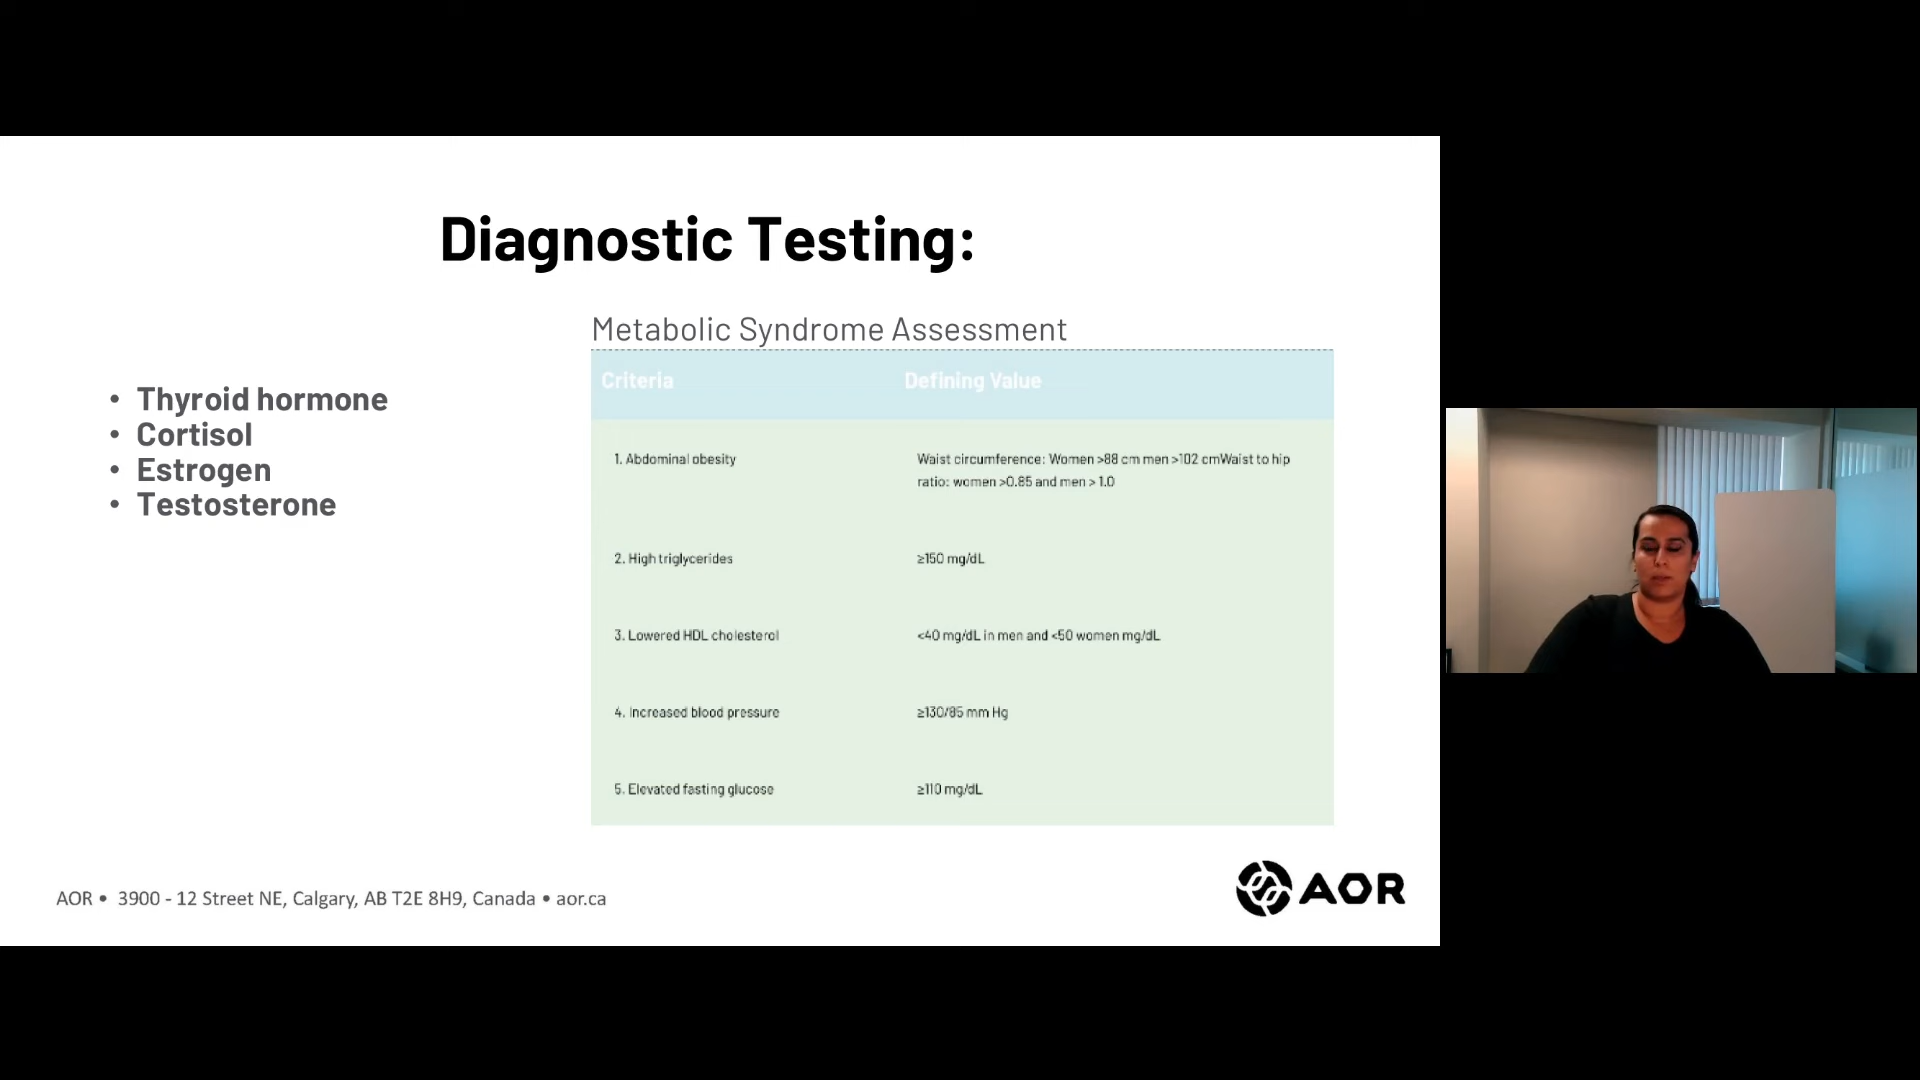 Diagnostic Testing:
• Thyroid hormone
• Cortisol
• Estrogen
• Testosterone
Metabolic Syndrome Assessment
Criteria Defining Value
1. Abdominal obesity Waist circumference: Women >88 cm men >102 cmWaist to hip
ratio: women >0.85 and men > 1.0
2. High triglycerides ≥150 mg/dL
3. Lowered HDL cholesterol <40 mg/dL in men and <50 women mg/dL
4. Increased blood pressure ≥130/85 mm Hg
5. Elevated fasting glucose ≥110 mg/dL
AOR • 3900 - 12 Street NE, Calgary, AB T2E 8H9, Canada • aor.ca
AOR